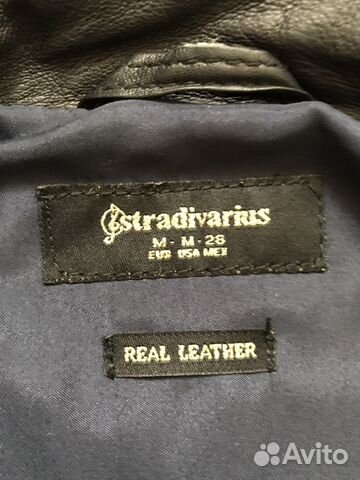 stradivarius
M - M - 28
EUR USA MEX
REAL LEATHER
Avito